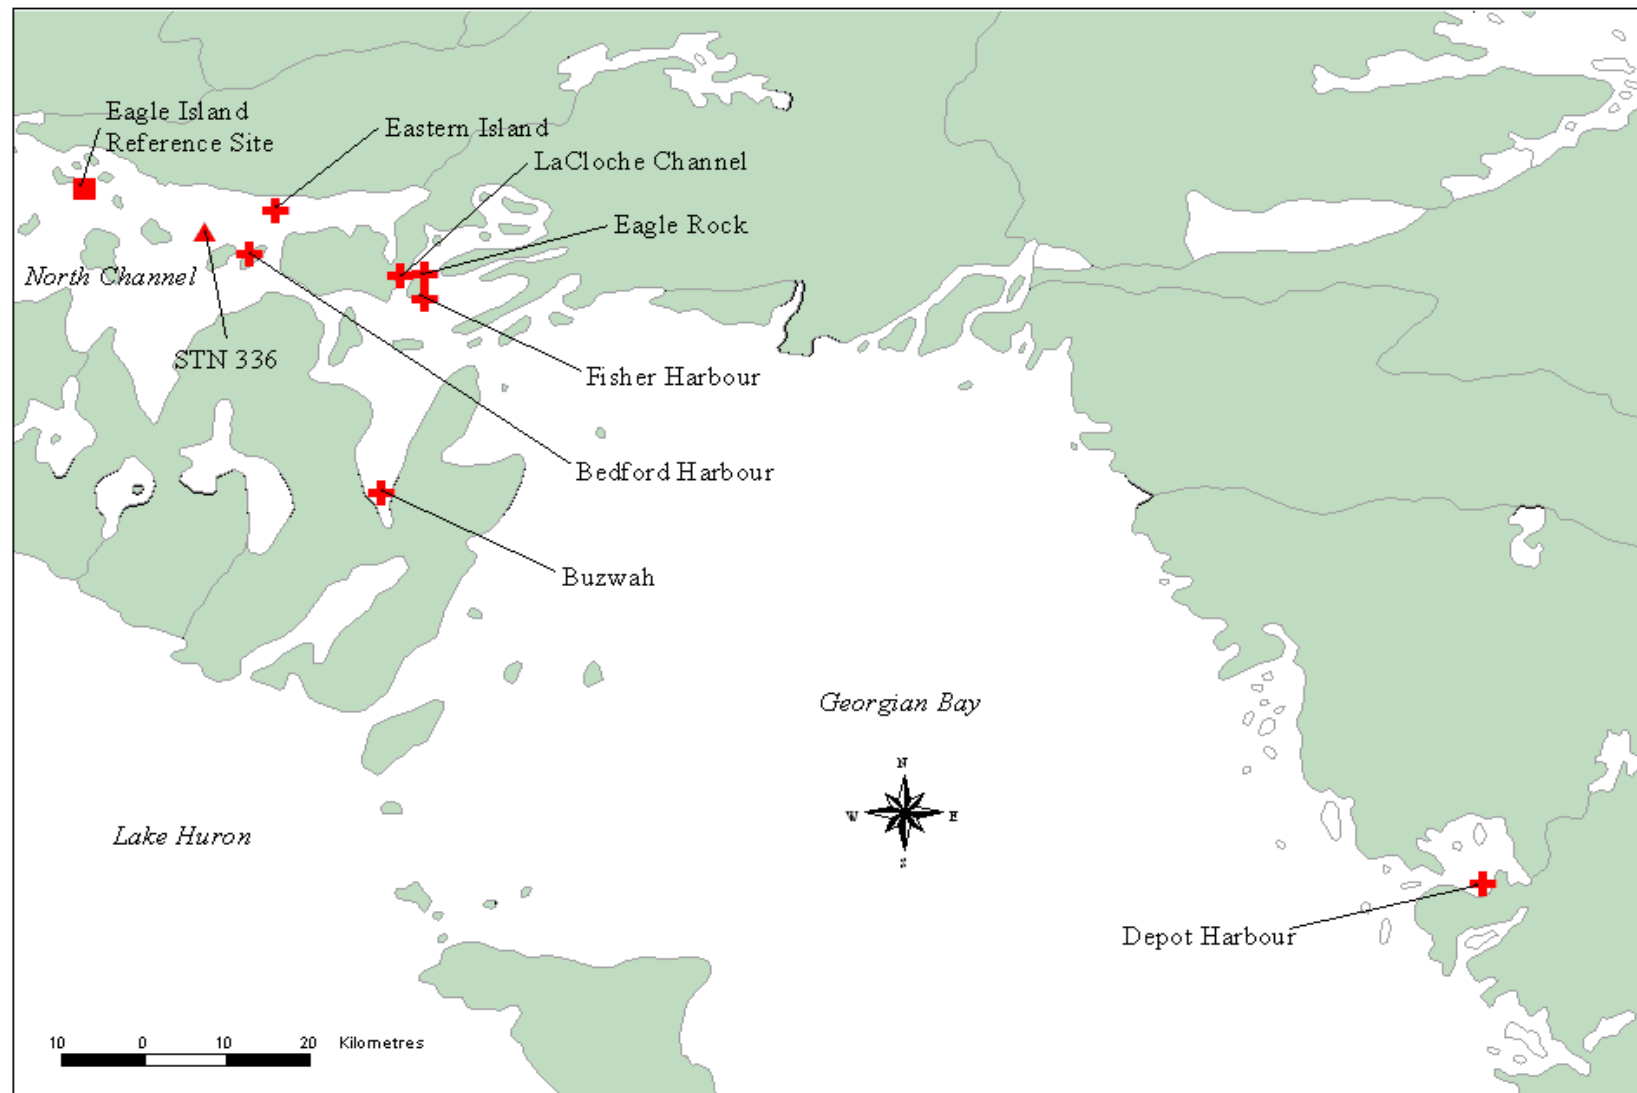 Eagle Island
Reference Site
Eastern Island
LaCloche Channel
Eagle Rock
North Channel
STN 336
Fisher Harbour
Bedford Harbour
Buzwah
Georgian Bay
N
W E
S
Lake Huron
Depot Harbour
10 0 10 20 Kilometres